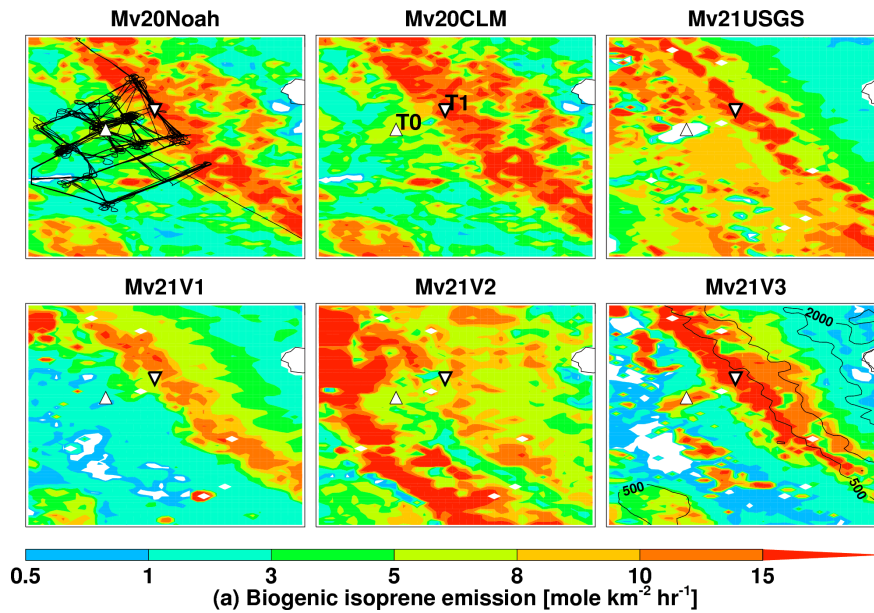 Mv20Noah Mv20CLM Mv21USGS
T1
T0
Mv21V1 Mv21V2 Mv21V3
2000
500
500
0.5 1 3 5 8 10 15
(a) Biogenic isoprene emission [mole km⁻² hr⁻¹]